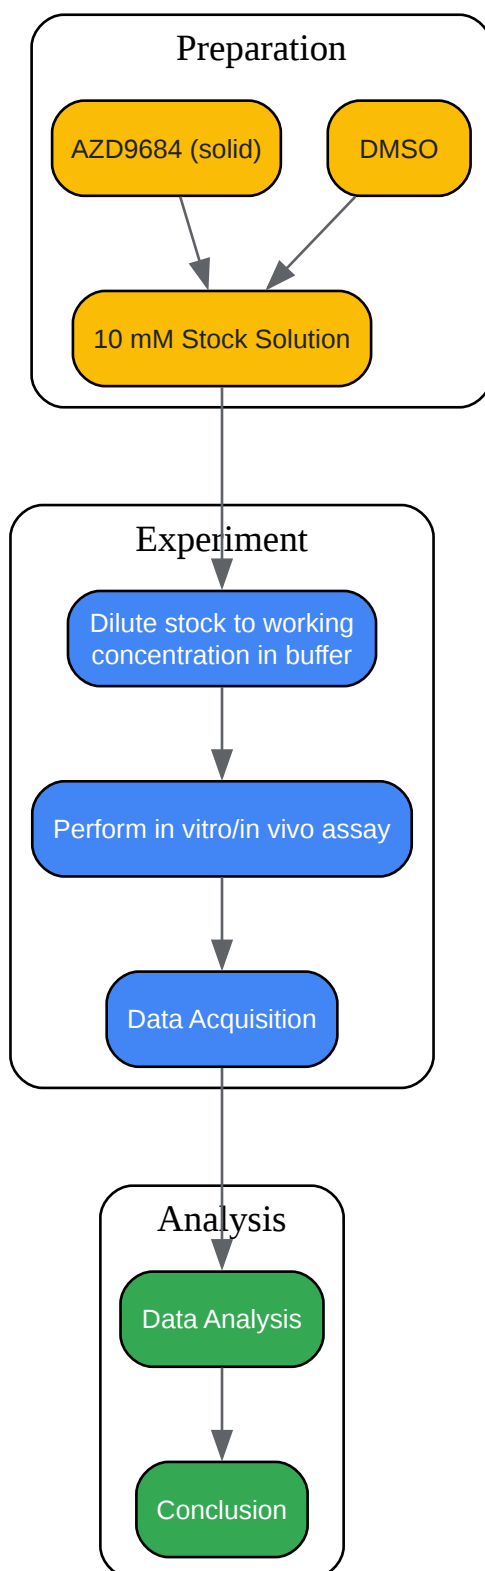 Preparation
AZD9684 (solid)
DMSO
10 mM Stock Solution
Experiment
Dilute stock to working
concentration in buffer
Perform in vitro/in vivo assay
Data Acquisition
Analysis
Data Analysis
Conclusion